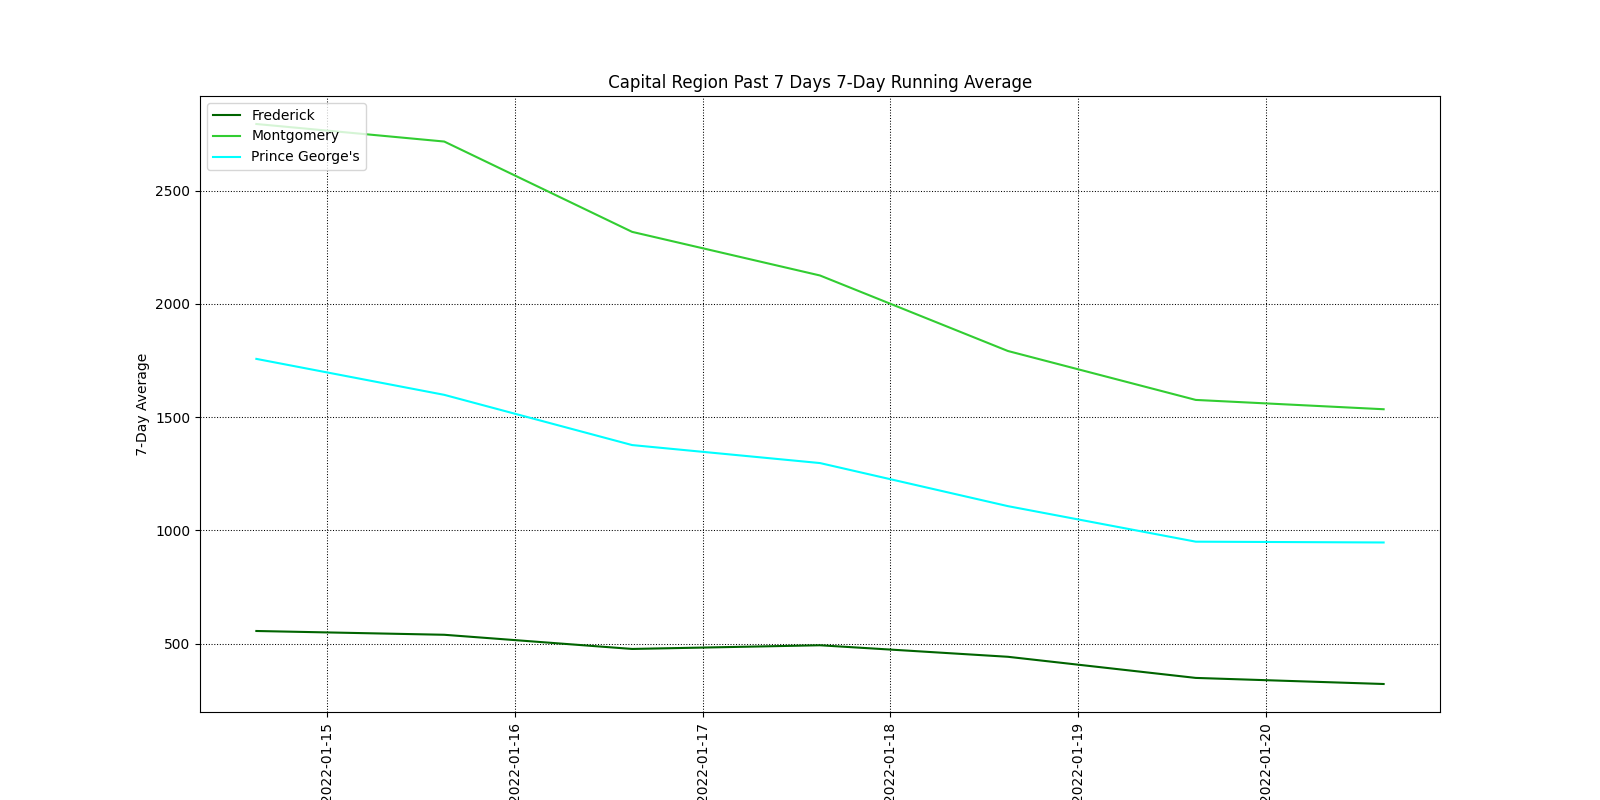 Capital Region Past 7 Days 7-Day Running Average
Frederick
Montgomery
Prince George's
7-Day Average
2500
2000
1500
1000
500
2022-01-15
2022-01-16
2022-01-17
2022-01-18
2022-01-19
2022-01-20